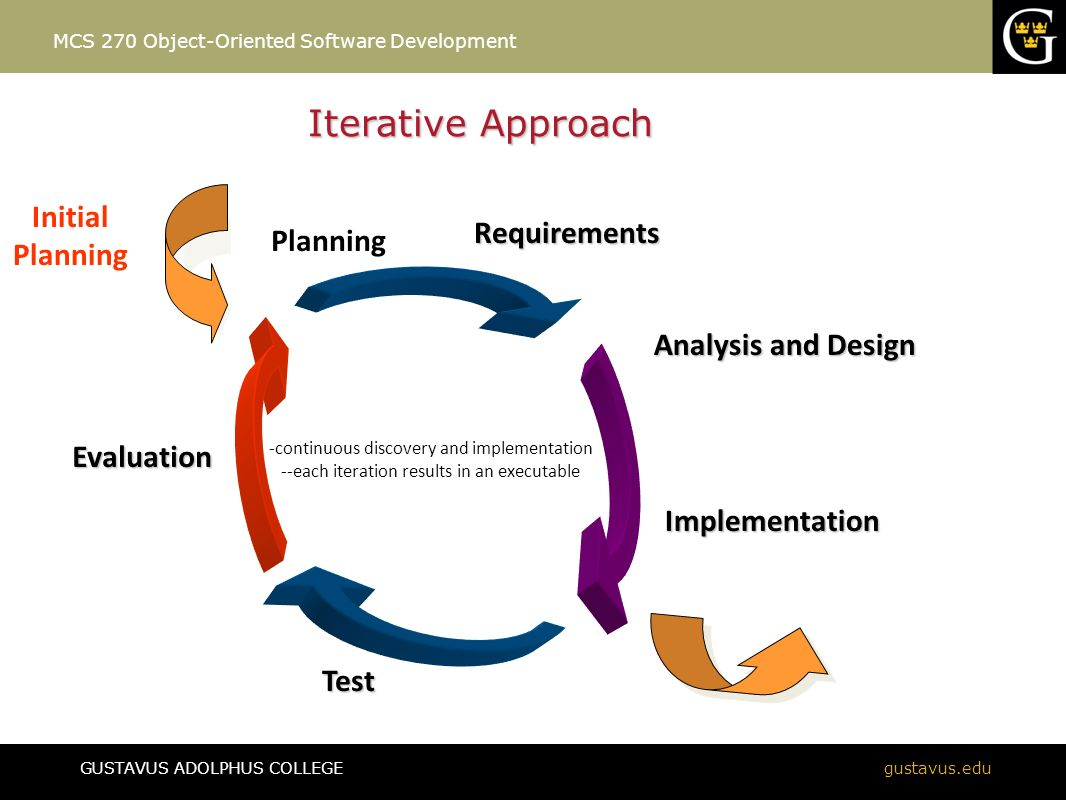 MCS 270 Object-Oriented Software Development
G
Iterative Approach
Initial
Planning
Planning
Requirements
Analysis and Design
Evaluation
-continuous discovery and implementation
--each iteration results in an executable
Implementation
Test
GUSTAVUS ADOLPHUS COLLEGE
gustavus.edu